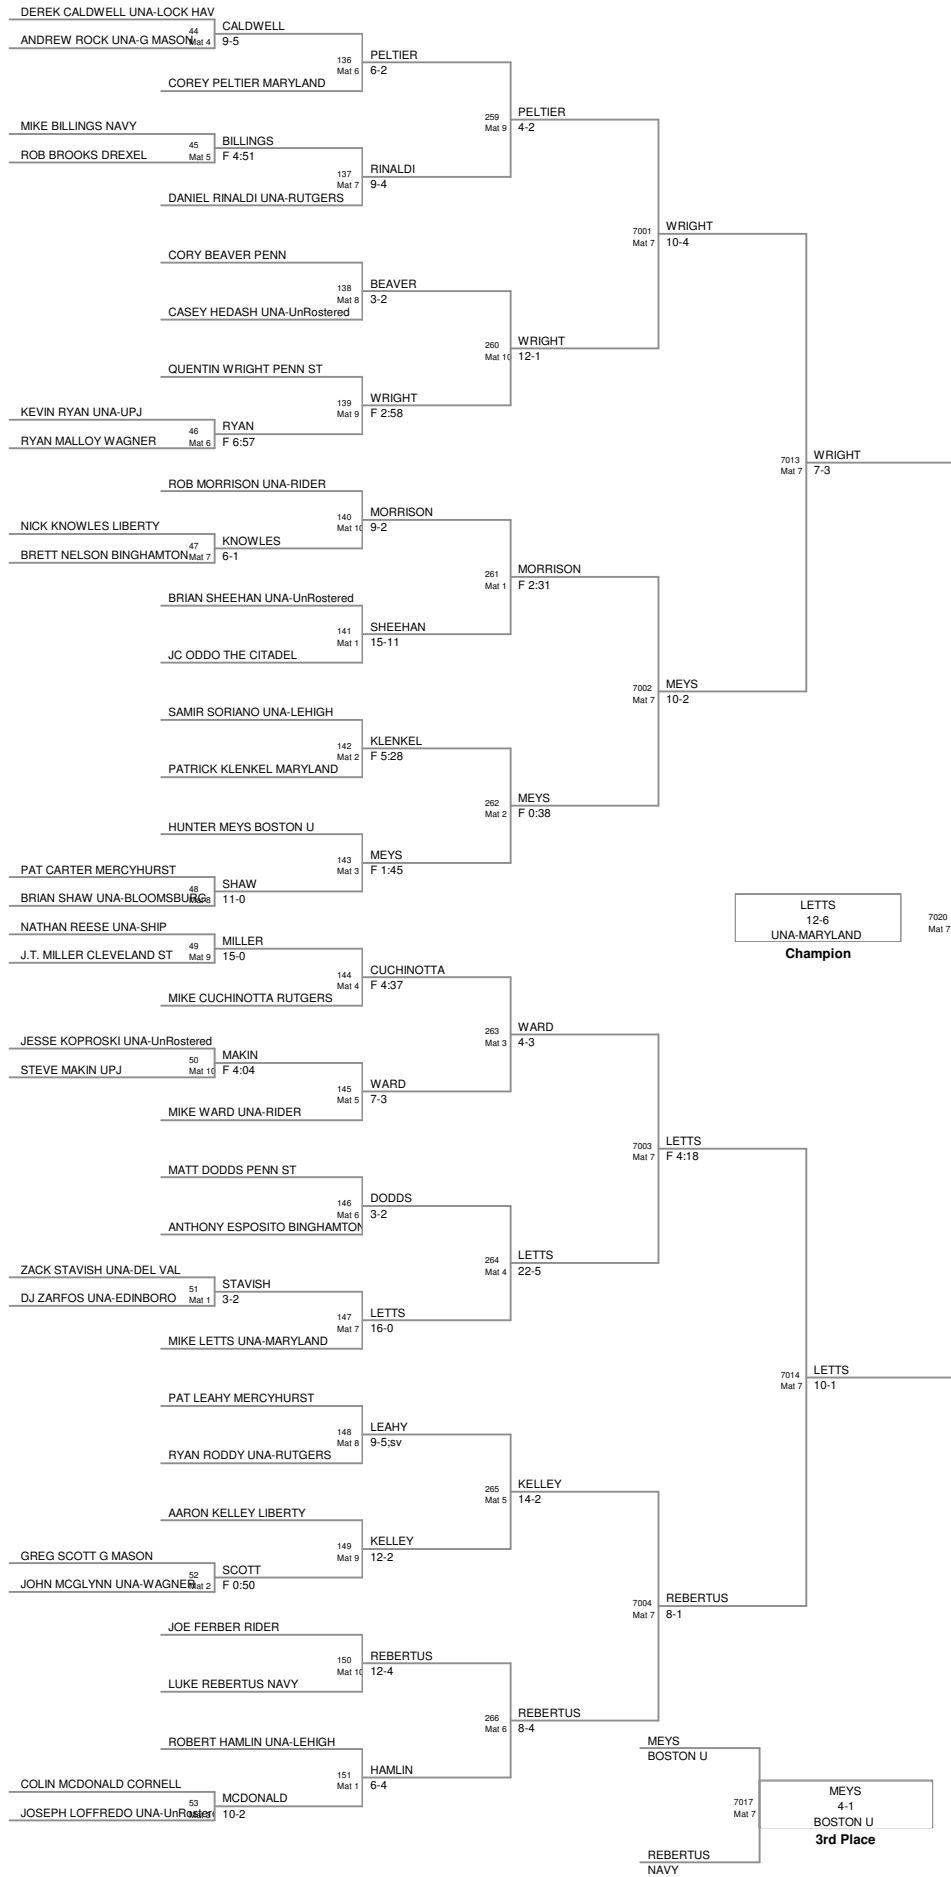 DEREK CALDWELL UNA-LOCK HAV
44
Mat 4
CALDWELL
9-5
ANDREW ROCK UNA-G MASON
136
Mat 6
PELTIER
6-2
COREY PELTIER MARYLAND
259
Mat 9
PELTIER
4-2
MIKE BILLINGS NAVY
45
Mat 5
BILLINGS
F 4:51
ROB BROOKS DREXEL
137
Mat 7
RINALDI
9-4
DANIEL RINALDI UNA-RUTGERS
7001
Mat 7
WRIGHT
10-4
CORY BEAVER PENN
138
Mat 8
BEAVER
3-2
CASEY HEDASH UNA-UnRostered
260
Mat 10
WRIGHT
12-1
QUENTIN WRIGHT PENN ST
139
Mat 9
WRIGHT
F 2:58
KEVIN RYAN UNA-UPJ
46
Mat 6
RYAN
F 6:57
RYAN MALLOY WAGNER
7013
Mat 7
WRIGHT
7-3
ROB MORRISON UNA-RIDER
140
Mat 10
MORRISON
9-2
NICK KNOWLES LIBERTY
47
Mat 7
KNOWLES
6-1
BRETT NELSON BINGHAMTON
261
Mat 1
MORRISON
F 2:31
BRIAN SHEEHAN UNA-UnRostered
141
Mat 1
SHEEHAN
15-11
JC ODDO THE CITADEL
7002
Mat 7
MEYS
10-2
SAMIR SORIANO UNA-LEHIGH
142
Mat 2
KLENKEL
F 5:28
PATRICK KLENKEL MARYLAND
262
Mat 2
MEYS
F 0:38
HUNTER MEYS BOSTON U
143
Mat 3
MEYS
F 1:45
PAT CARTER MERCYHURST
48
Mat 8
SHAW
11-0
BRIAN SHAW UNA-BLOOMSBURG
LETTS
12-6
UNA-MARYLAND
Champion
7020
Mat 7
NATHAN REESE UNA-SHIP
49
Mat 9
MILLER
15-0
J.T. MILLER CLEVELAND ST
144
Mat 4
CUCHINOTTA
F 4:37
MIKE CUCHINOTTA RUTGERS
263
Mat 3
WARD
4-3
JESSE KOPROSKI UNA-UnRostered
50
Mat 10
MAKIN
F 4:04
STEVE MAKIN UPJ
145
Mat 5
WARD
7-3
MIKE WARD UNA-RIDER
7003
Mat 7
LETTS
F 4:18
MATT DODDS PENN ST
146
Mat 6
DODDS
3-2
ANTHONY ESPOSITO BINGHAMTON
264
Mat 4
LETTS
22-5
ZACK STAVISH UNA-DEL VAL
51
Mat 1
STAVISH
3-2
DJ ZARFOS UNA-EDINBORO
147
Mat 7
LETTS
16-0
MIKE LETTS UNA-MARYLAND
7014
Mat 7
LETTS
10-1
PAT LEAHY MERCYHURST
148
Mat 8
LEAHY
9-5;sv
RYAN RODDY UNA-RUTGERS
265
Mat 5
KELLEY
14-2
AARON KELLEY LIBERTY
149
Mat 9
KELLEY
12-2
GREG SCOTT G MASON
52
Mat 2
SCOTT
F 0:50
JOHN MCGLYNN UNA-WAGNER
7004
Mat 7
REBERTUS
8-1
JOE FERBER RIDER
150
Mat 10
REBERTUS
12-4
LUKE REBERTUS NAVY
266
Mat 6
REBERTUS
8-4
ROBERT HAMLIN UNA-LEHIGH
151
Mat 1
HAMLIN
6-4
COLIN MCDONALD CORNELL
53
MCDONALD
10-2
JOSEPH LOFFREDO UNA-UnRostere
MEYS
BOSTON U
7017
Mat 7
MEYS
4-1
BOSTON U
3rd Place
REBERTUS
NAVY